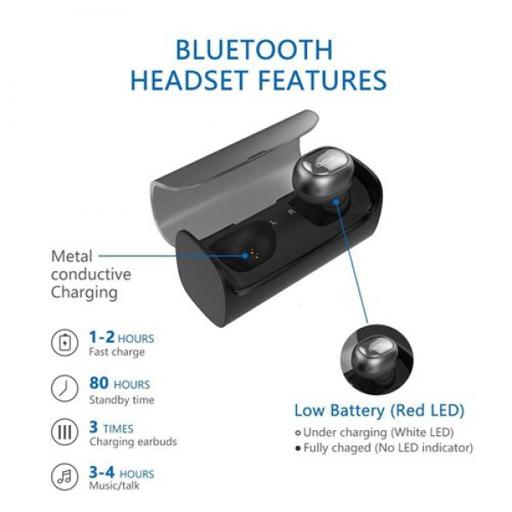 BLUETOOTH
HEADSET FEATURES
L R
Metal
conductive
Charging
1-2 HOURS
Fast charge
80 HOURS
Standby time
3 TIMES
Charging earbuds
3-4 HOURS
Music/talk
Low Battery (Red LED)
Under charging (White LED)
Fully chaged (No LED indicator)